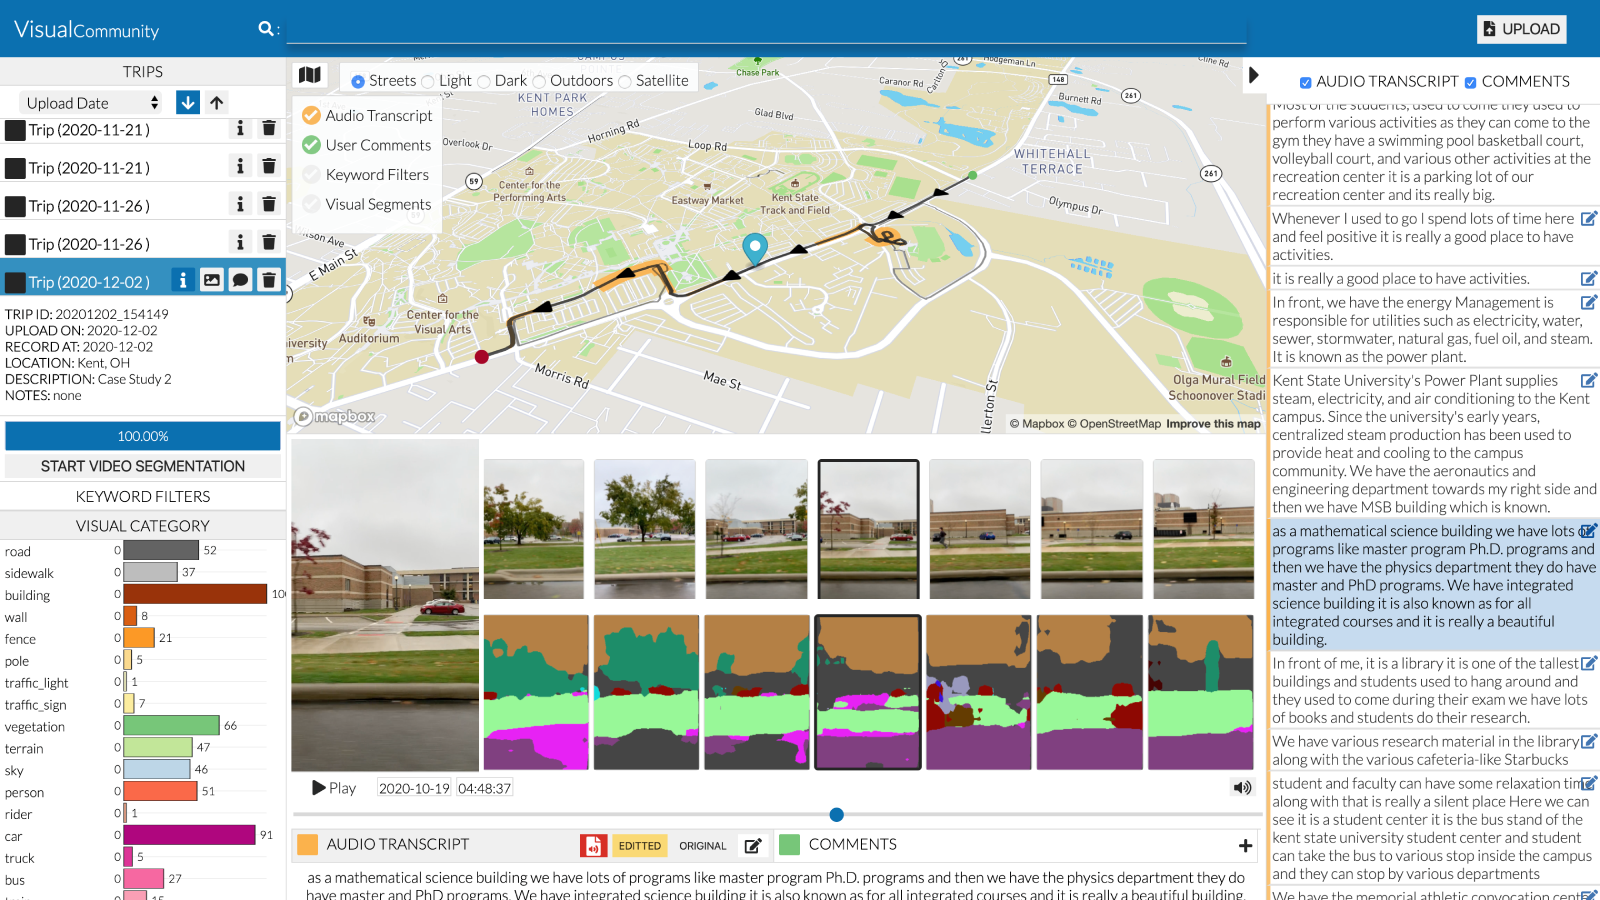 VisualCommunity
:
UPLOAD
TRIPS
Upload Date
Trip (2020-11-21 )
Trip (2020-11-21 )
Trip (2020-11-26 )
Trip (2020-11-26 )
Trip (2020-12-02 )
TRIP ID: 20201202_154149
UPLOAD ON: 2020-12-02
RECORD AT: 2020-12-02
LOCATION: Kent, OH
DESCRIPTION: Case Study 2
NOTES: none
100.00%
START VIDEO SEGMENTATION
KEYWORD FILTERS
VISUAL CATEGORY
road 0 52
sidewalk 0 37
building 0 10
wall 0 8
fence 0 21
pole 0 5
traffic_light 0 1
traffic_sign 0 7
vegetation 0 66
terrain 0 47
sky 0 46
person 0 51
rider 0 1
car 0 91
truck 0 5
bus 0 27
Streets Light Dark Outdoors Satellite
Audio Transcript
User Comments
Keyword Filters
Visual Segments
KENT PARK
HOMES
Chase Park
Horning Rd
Overlook Dr
Loop Rd
Glad Blvd
Caranor Rd
Carlton
Hodgeman Ln
Cline Rd
Burnett Rd
148
261
261
261
59
59
WHITEHALL
TERRACE
Olympus Dr
Center for the
Performing Arts
Eastway Market
Kent State
Track and Field
son Ave
E Main St
iversity
m
Auditorium
Center for the
Visual Arts
Morris Rd
Mae St
llerton St
Olga Mural Field
Schoonover Stadi
mapbox
© Mapbox © OpenStreetMap Improve this map
Play
2020-10-19
04:48:37
AUDIO TRANSCRIPT
EDITTED
ORIGINAL
COMMENTS
+
as a mathematical science building we have lots of programs like master program Ph.D. programs and then we have the physics department they do
have master and PhD programs. We have integrated science building it is also known as for all integrated courses and it is really a beautiful building.
AUDIO TRANSCRIPT COMMENTS
Most of the students, used to come they used to
perform various activities as they can come to the
gym they have a swimming pool basketball court,
volleyball court, and various other activities at the
recreation center it is a parking lot of our
recreation center and its really big.
Whenever I used to go I spend lots of time here
and feel positive it is really a good place to have
activities.
it is really a good place to have activities.
In front, we have the energy Management is
responsible for utilities such as electricity, water,
sewer, stormwater, natural gas, fuel oil, and steam.
It is known as the power plant.
Kent State University's Power Plant supplies
steam, electricity, and air conditioning to the Kent
campus. Since the university's early years,
centralized steam production has been used to
provide heat and cooling to the campus
community. We have the aeronautics and
engineering department towards my right side and
then we have MSB building which is known.
as a mathematical science building we have lots of
programs like master program Ph.D. programs and
then we have the physics department they do have
master and PhD programs. We have integrated
science building it is also known as for all
integrated courses and it is really a beautiful
building.
In front of me, it is a library it is one of the tallest
buildings and students used to hang around and
they used to come during their exam we have lots
of books and students do their research.
We have various research material in the library
along with the various cafeteria-like Starbucks
student and faculty can have some relaxation time
along with that is really a silent place Here we can
see it is a student center it is the bus stand of the
kent state university student center and student
can take the bus to various stop inside the campus
and they can stop by various departments
We have the memorial athletic convocation cent